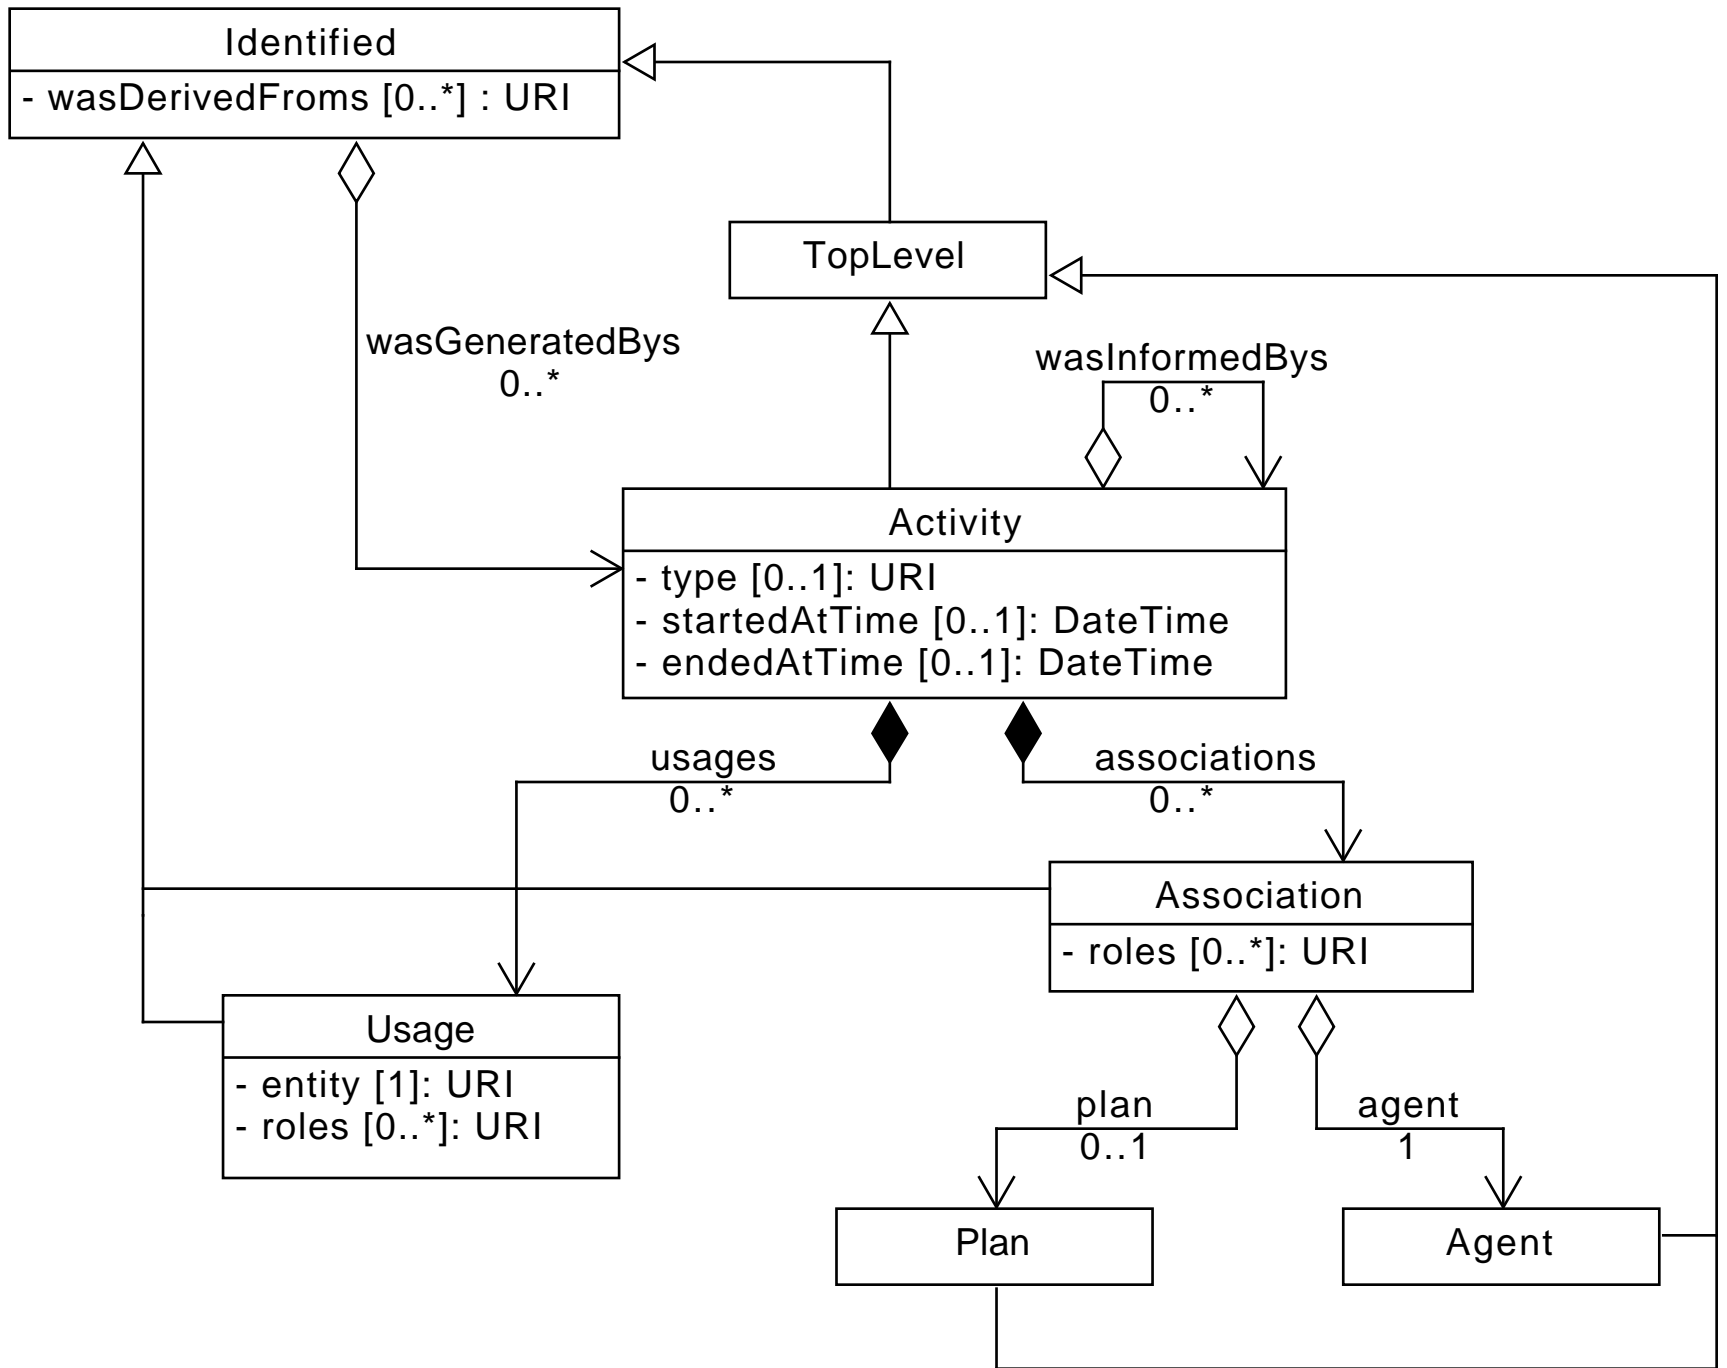 Identified
- wasDerivedFroms [0..*] : URI
TopLevel
wasGeneratedBys
0..*
wasInformedBys
0..*
Activity
- type [0..1]: URI
- startedAtTime [0..1]: DateTime
- endedAtTime [0..1]: DateTime
usages
0..*
associations
0..*
Association
- roles [0..*]: URI
Usage
- entity [1]: URI
- roles [0..*]: URI
plan
0..1
agent
1
Plan
Agent